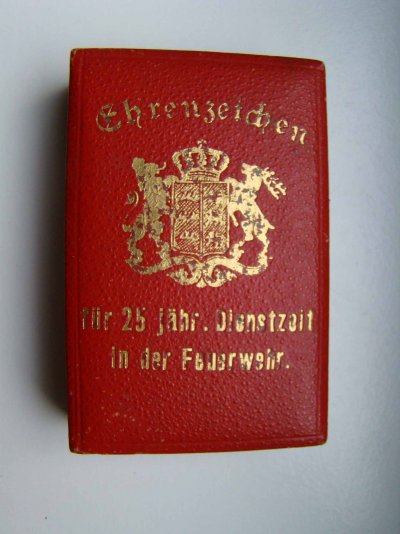 Ehrenzeichen
für 25 jähr. Dienstzeit
in der Feuerwehr.